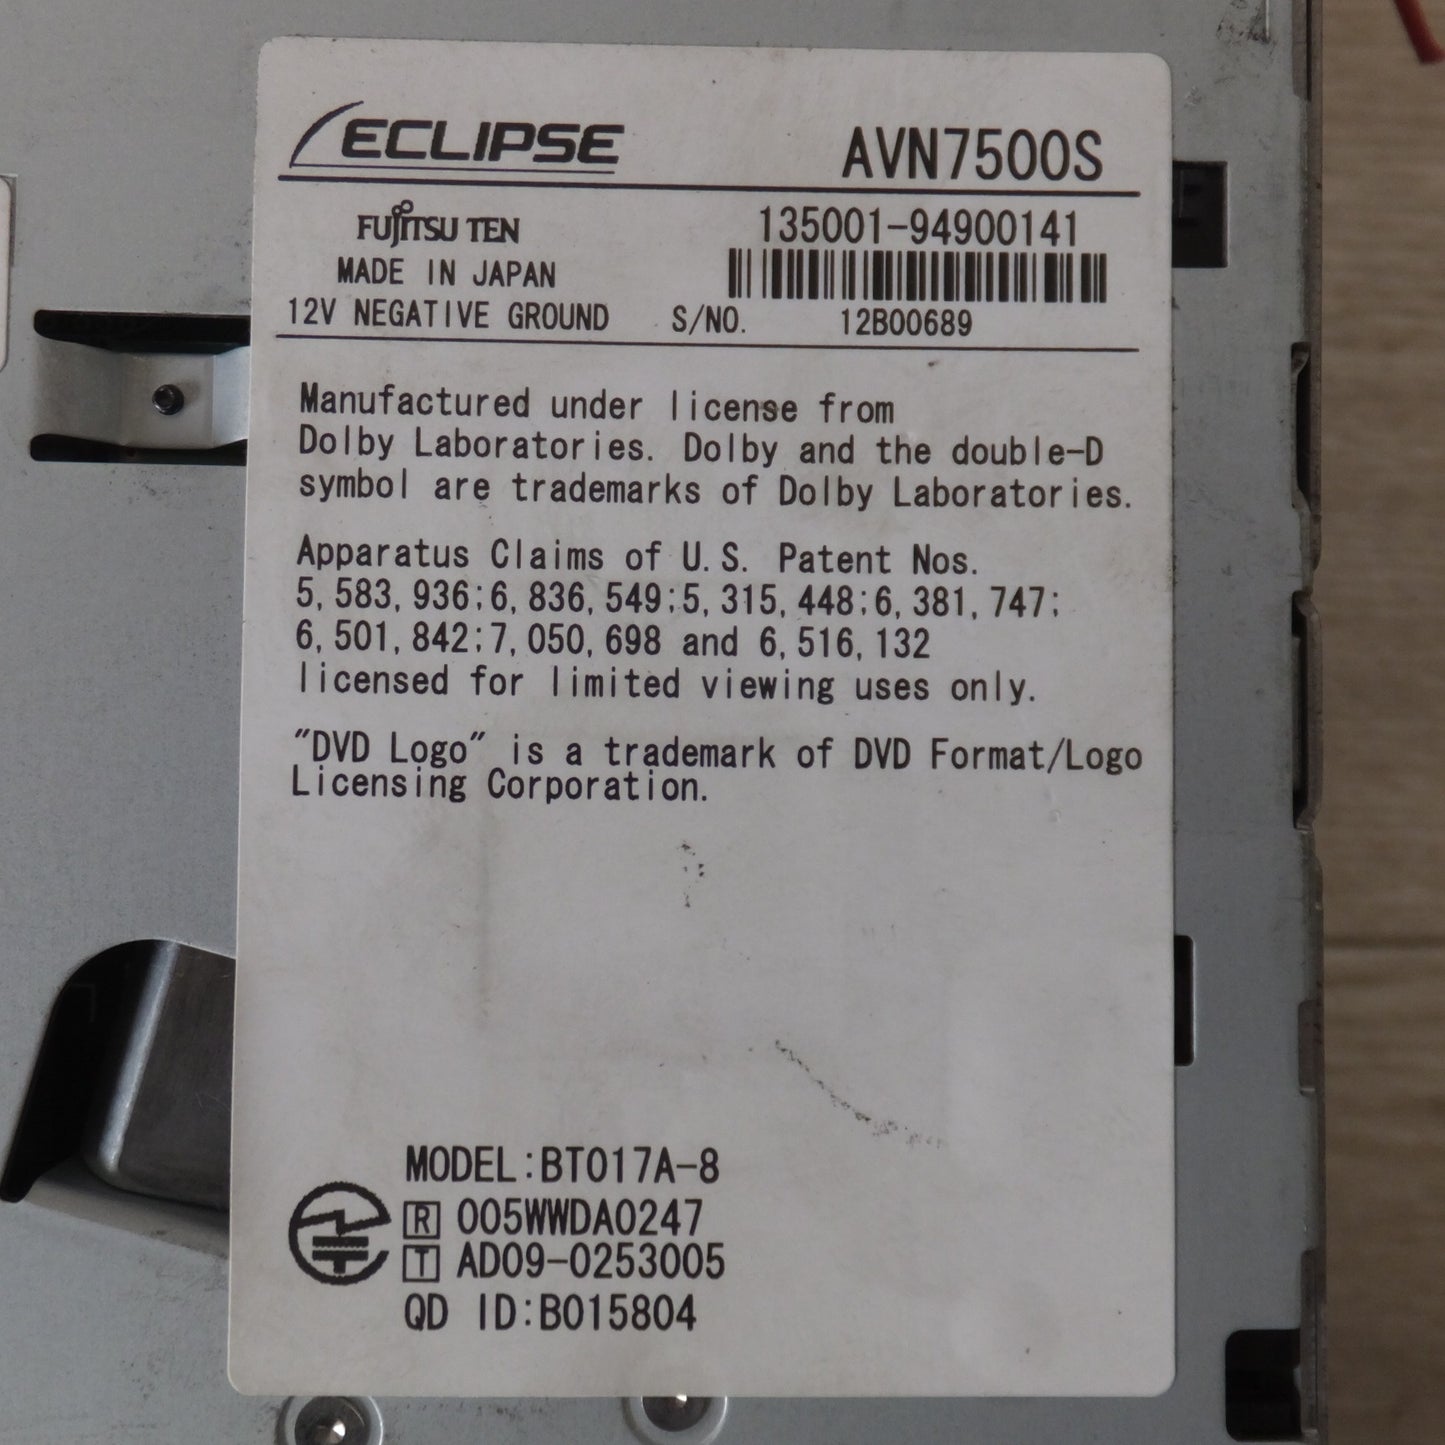 ECLIPSE AVN7500S
FUJITSU TEN 135001-94900141
MADE IN JAPAN
12V NEGATIVE GROUND S/NO. 12B00689
Manufactured under license from
Dolby Laboratories. Dolby and the double-D
symbol are trademarks of Dolby Laboratories.
Apparatus Claims of U.S. Patent Nos.
5,583,936;6,836,549;5,315,448;6,381,747;
6,501,842;7,050,698 and 6,516,132
licensed for limited viewing uses only.
"DVD Logo" is a trademark of DVD Format/Logo
Licensing Corporation.
MODEL:BT017A-8
R 005WWDA0247
T AD09-0253005
QD ID:B015804